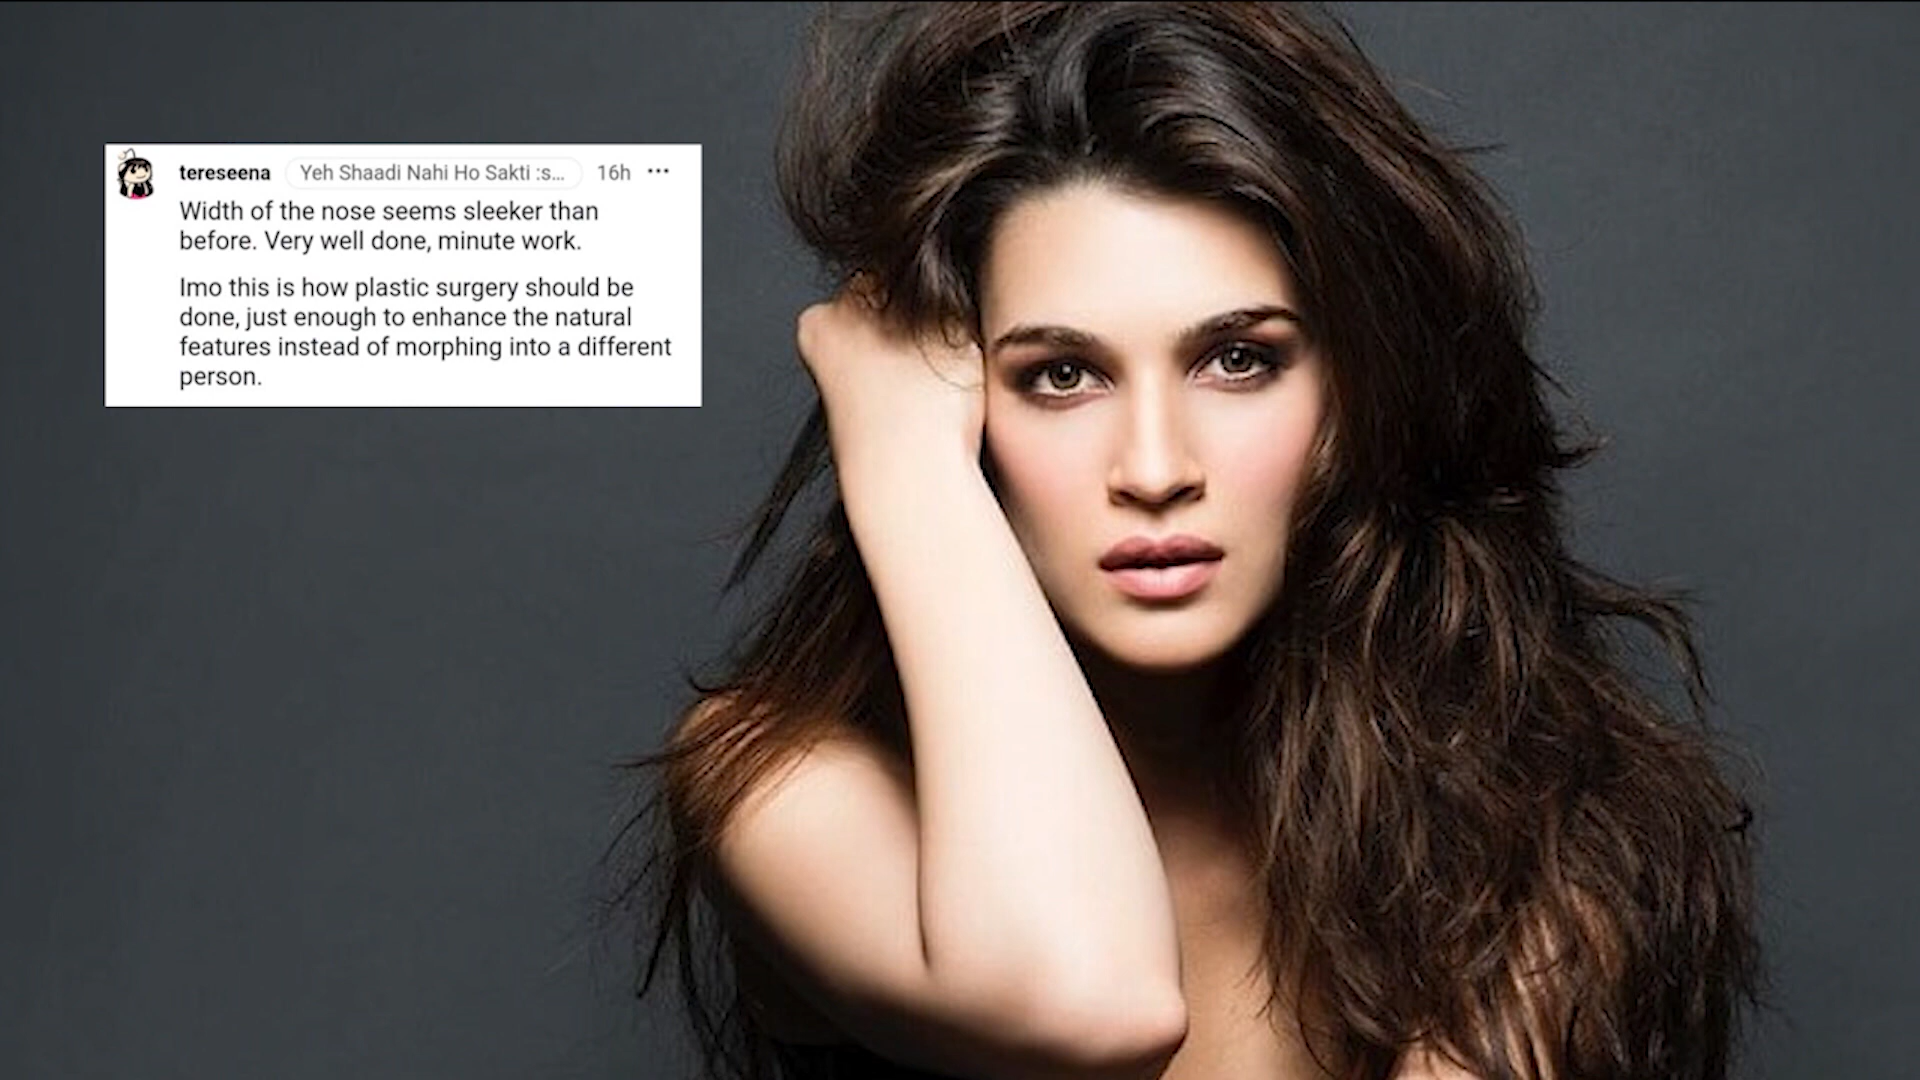 tereseena Yeh Shaadi Nahi Ho Sakti :s... 16h ...
Width of the nose seems sleeker than
before. Very well done, minute work.
Imo this is how plastic surgery should be
done, just enough to enhance the natural
features instead of morphing into a different
person.